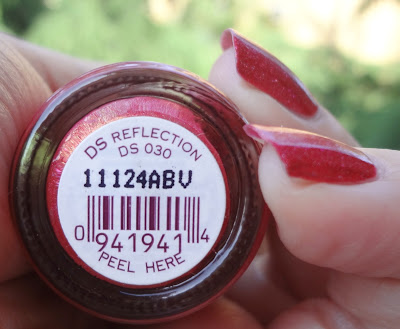 DS REFLECTION
DS 030
11124ABV
0 941941 4
PEEL HERE